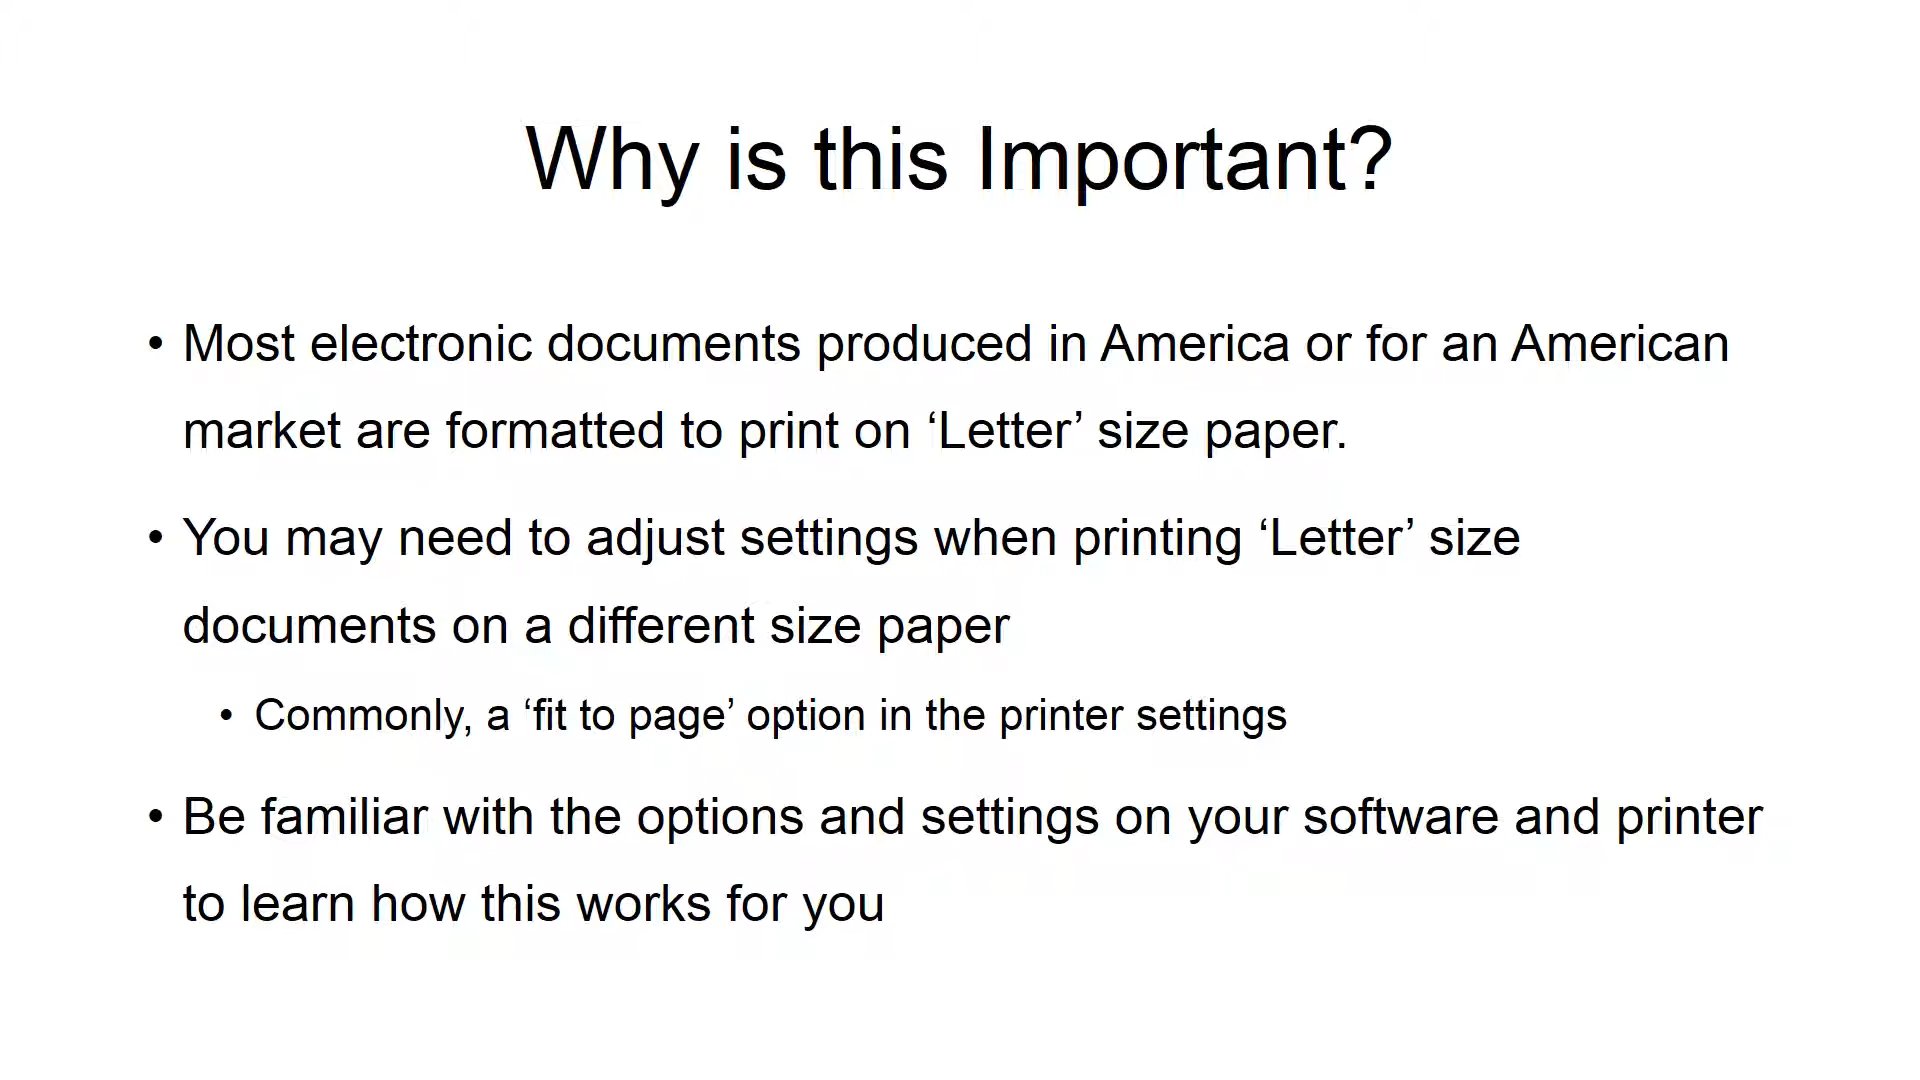 Why is this Important?
• Most electronic documents produced in America or for an American
market are formatted to print on ‘Letter’ size paper.
• You may need to adjust settings when printing ‘Letter’ size
documents on a different size paper
• Commonly, a ‘fit to page’ option in the printer settings
• Be familiar with the options and settings on your software and printer
to learn how this works for you